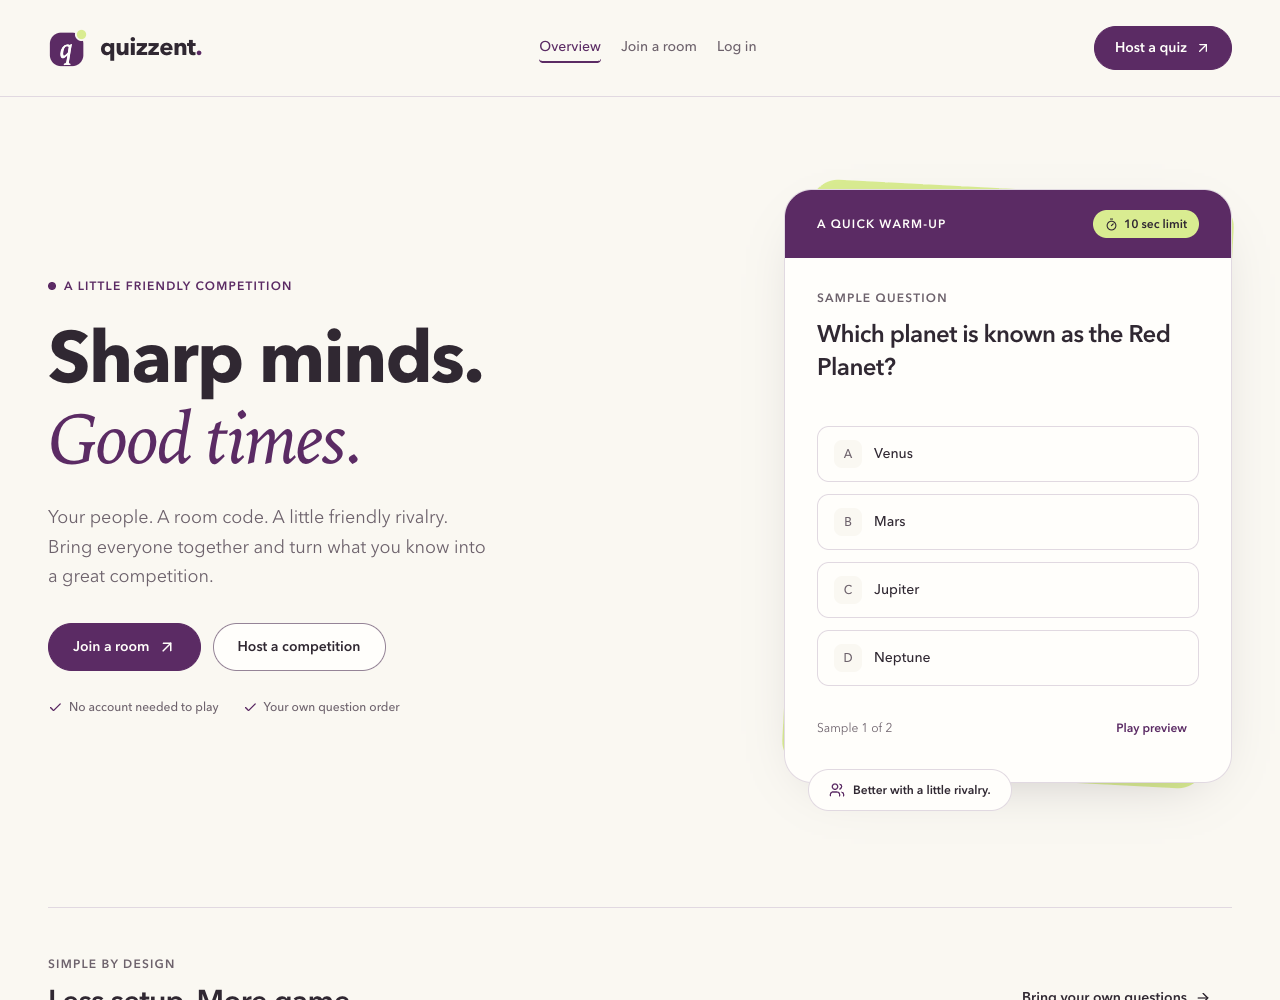 q quizzent.
Overview
Join a room
Log in
Host a quiz
A LITTLE FRIENDLY COMPETITION
Sharp minds.
Good times.
Your people. A room code. A little friendly rivalry.
Bring everyone together and turn what you know into
a great competition.
Join a room
Host a competition
No account needed to play
Your own question order
A QUICK WARM-UP
10 sec limit
SAMPLE QUESTION
Which planet is known as the Red
Planet?
A Venus
B Mars
C Jupiter
D Neptune
Sample 1 of 2
Play preview
Better with a little rivalry.
SIMPLE BY DESIGN
Less setup. More game.
Bring your own questions